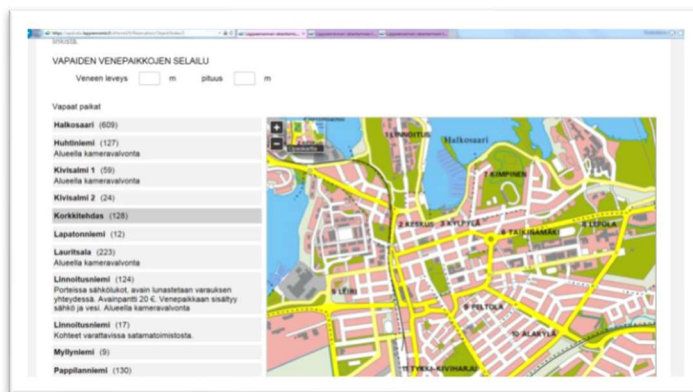 VAPAIDEN VENEPAIKKOJEN SELAILU
Veneen leveys m pituus m
Vapaat paikat
Halkosaari (609)
Huhtiniemi (127)
Alueella kameravalvonta
Kivisalmi 1 (59)
Alueella kameravalvonta
Kivisalmi 2 (24)
Korkkitehdas (128)
Lapatonniemi (12)
Lauritsala (223)
Alueella kameravalvonta
Linnoitusniemi (124)
Porteissa sähkölukot, avain lunastetaan varauksen
yhteydessä. Avainpantti 20 €. Venepaikkaan sisältyy
sähkö ja vesi. Alueella kameravalvonta
Linnoitusniemi (17)
Kohteet varattavissa satamatoimistosta.
Myllyniemi (9)
Pappilanniemi (130)
Opaskartta
1 LINNOITUS
Halkosaari
7 KIMPINEN
2 KESKUS 3 KYLPYLÄ
8 LEPOLA
6 TAIKINAMÄKI
5 LEIRI
9 PELTOLA
10 ALAKYLÄ
11 TYKKI-KIVIHARJU